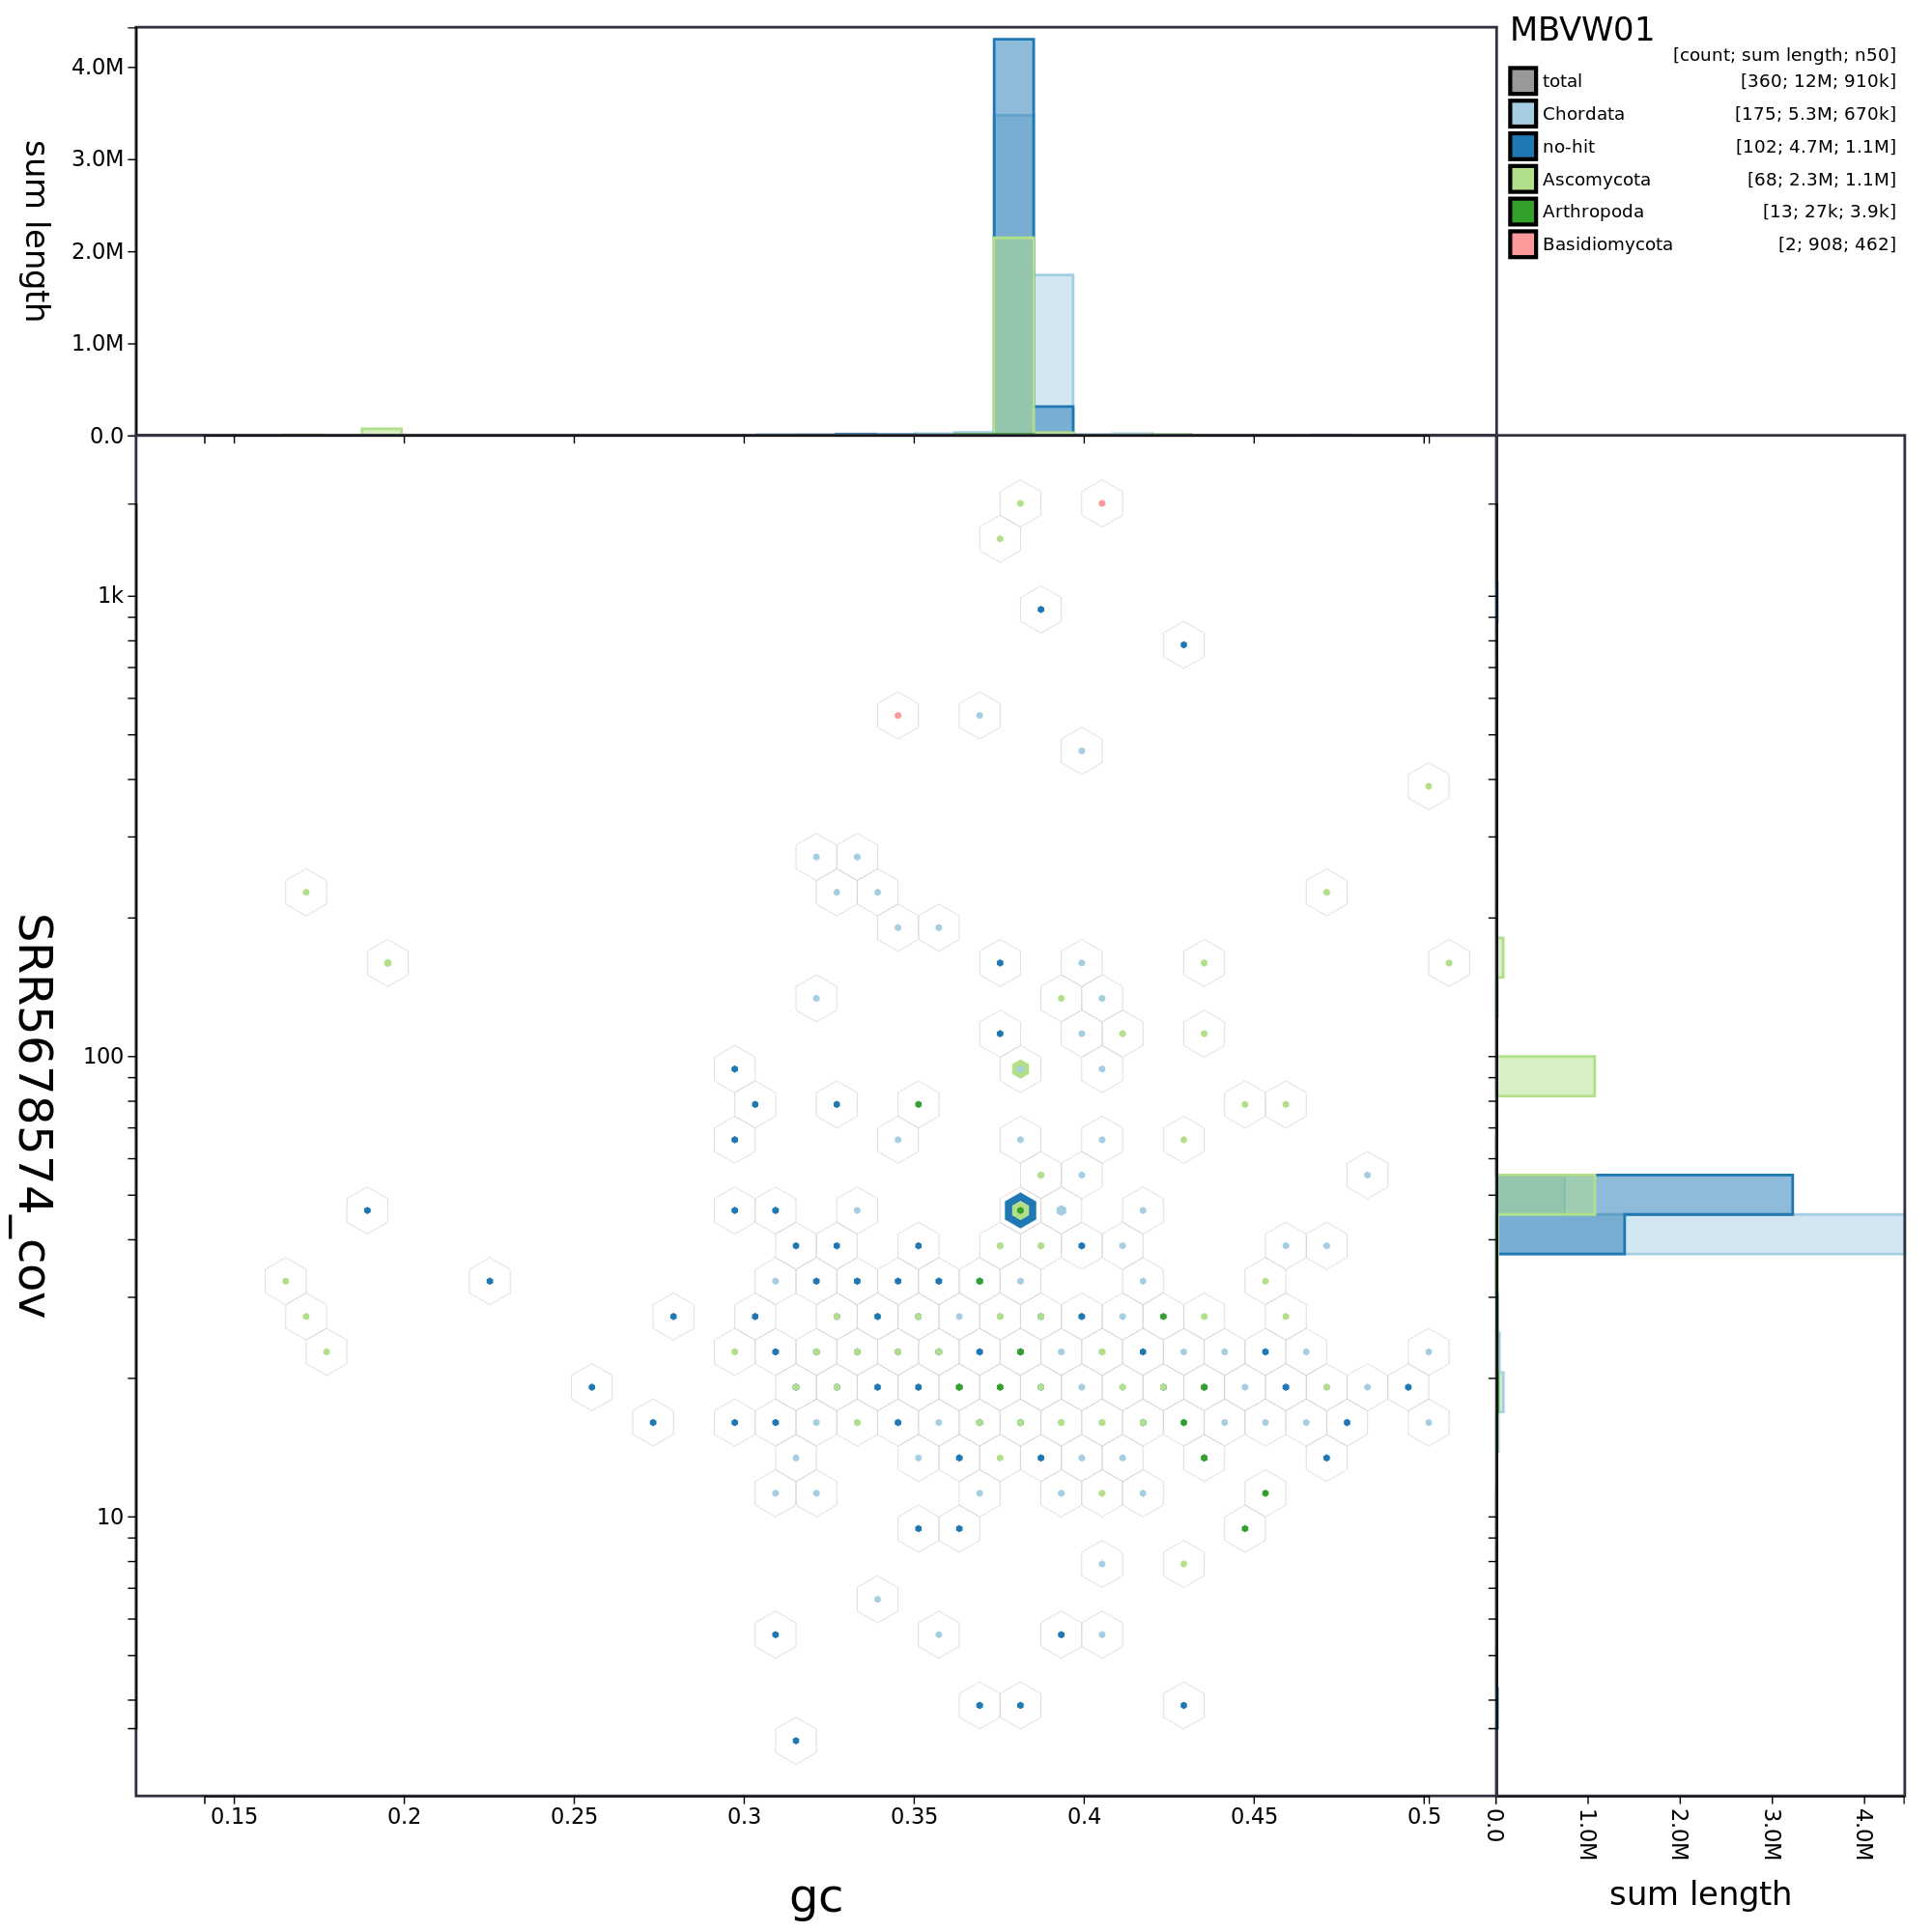 MBVW01
[count; sum length; n50]
total [360; 12M; 910k]
Chordata [175; 5.3M; 670k]
no-hit [102; 4.7M; 1.1M]
Ascomycota [68; 2.3M; 1.1M]
Arthropoda [13; 27k; 3.9k]
Basidiomycota [2; 908; 462]
sum length
4.0M
3.0M
2.0M
1.0M
0.0
SRR5678574_cov
1k
100
10
0.15 0.2 0.25 0.3 0.35 0.4 0.45 0.5
gc
0.0 1.0M 2.0M 3.0M 4.0M
sum length